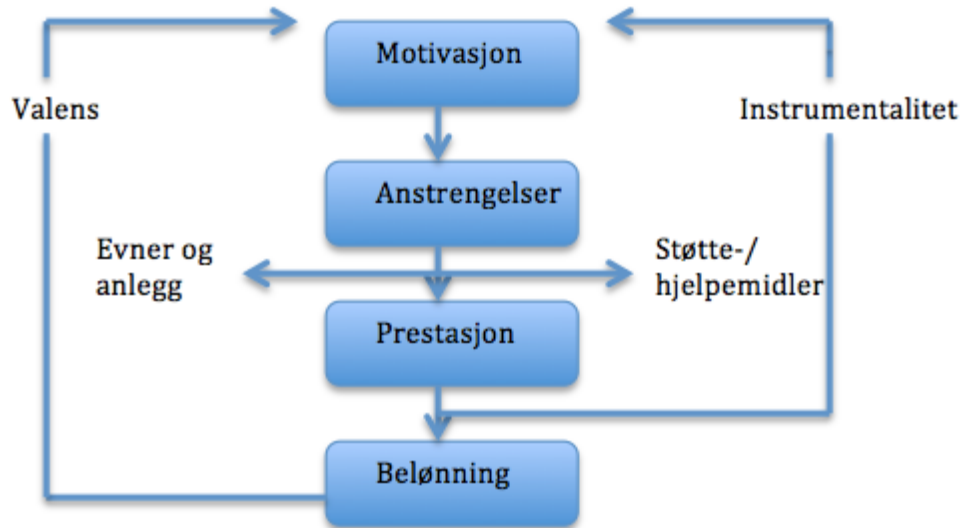 Motivasjon
Valens
Instrumentalitet
Anstrengelser
Evner og
anlegg
Støtte-/
hjelpemidler
Prestasjon
Belønning